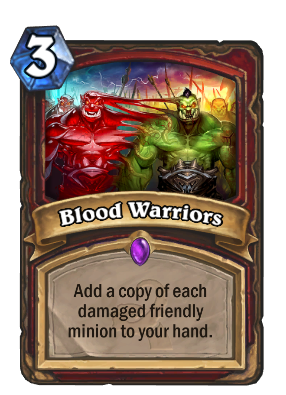 3
Blood Warriors
Add a copy of each
damaged friendly
minion to your hand.